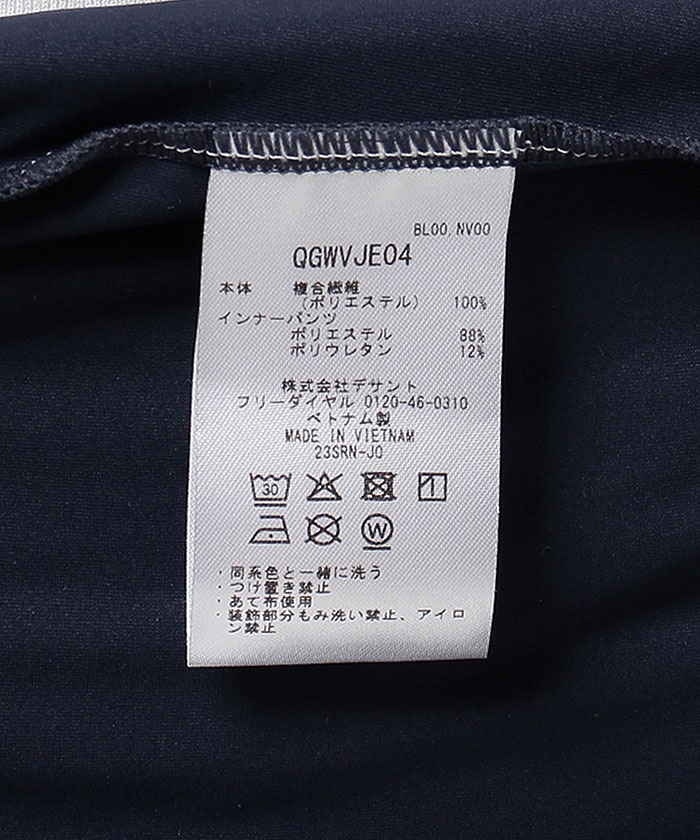 BL00,NV00
QGWVJE04
本体 複合繊維
(ポリエステル) 100%
インナーパンツ
ポリエステル 88%
ポリウレタン 12%
株式会社デサント
フリーダイヤル 0120-46-0310
ベトナム製
MADE IN VIETNAM
23SRN-JO
30
W
・同系色と一緒に洗う
・つけ置き禁止
・あて布使用
・装飾部分もみ洗い禁止、アイロ
ン禁止